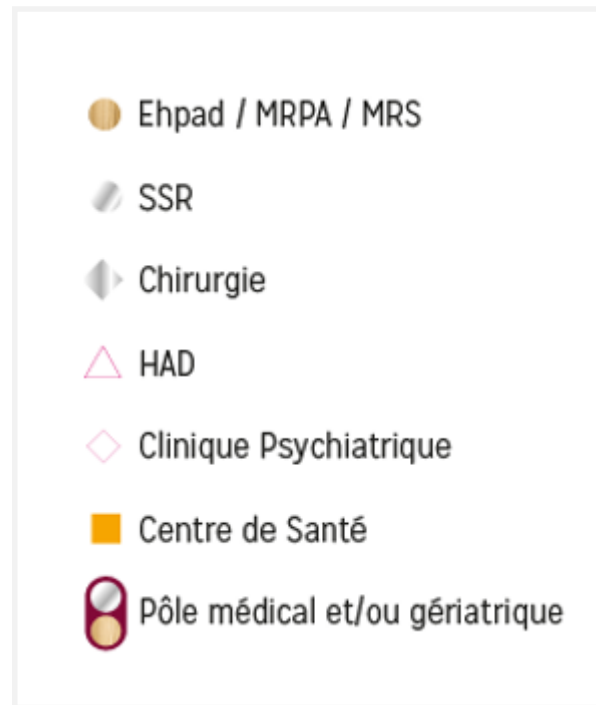 Ehpad / MRPA / MRS
SSR
Chirurgie
HAD
Clinique Psychiatrique
Centre de Santé
Pôle médical et/ou gériatrique